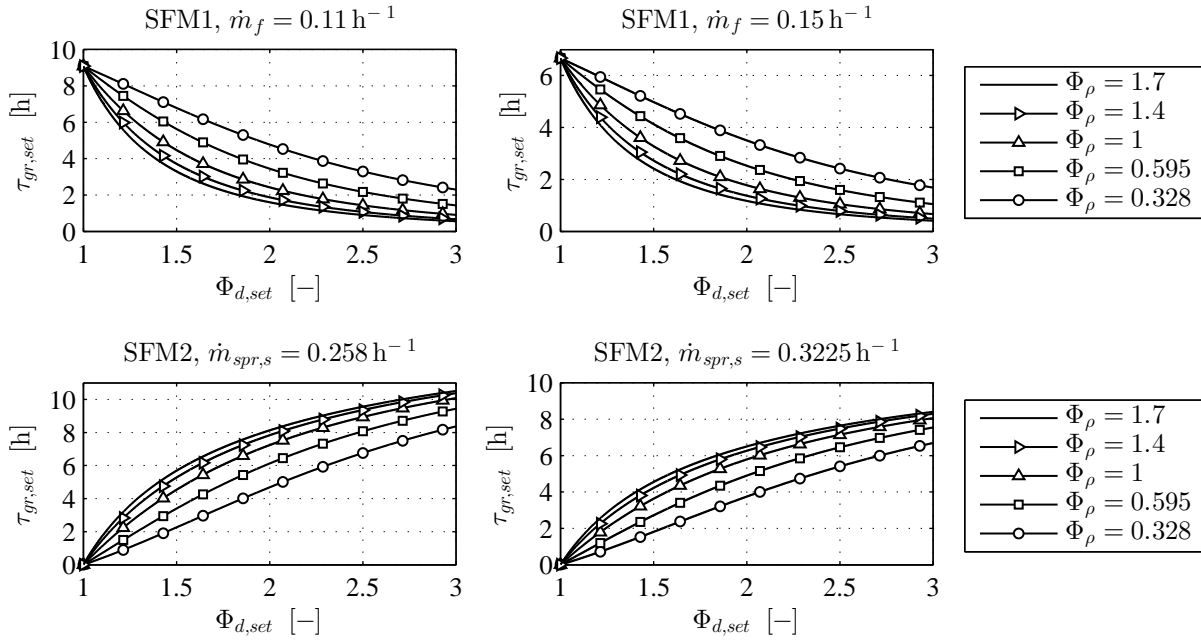 SFM1, ṁ_f = 0.11 h⁻¹
τ_gr,set [h]
10
8
6
4
2
0
1 1.5 2 2.5 3
Φ_d,set [−]
SFM1, ṁ_f = 0.15 h⁻¹
τ_gr,set [h]
6
4
2
0
1 1.5 2 2.5 3
Φ_d,set [−]
Φ_ρ = 1.7
Φ_ρ = 1.4
Φ_ρ = 1
Φ_ρ = 0.595
Φ_ρ = 0.328
SFM2, ṁ_spr,s = 0.258 h⁻¹
τ_gr,set [h]
10
8
6
4
2
0
1 1.5 2 2.5 3
Φ_d,set [−]
SFM2, ṁ_spr,s = 0.3225 h⁻¹
τ_gr,set [h]
10
8
6
4
2
0
1 1.5 2 2.5 3
Φ_d,set [−]
Φ_ρ = 1.7
Φ_ρ = 1.4
Φ_ρ = 1
Φ_ρ = 0.595
Φ_ρ = 0.328